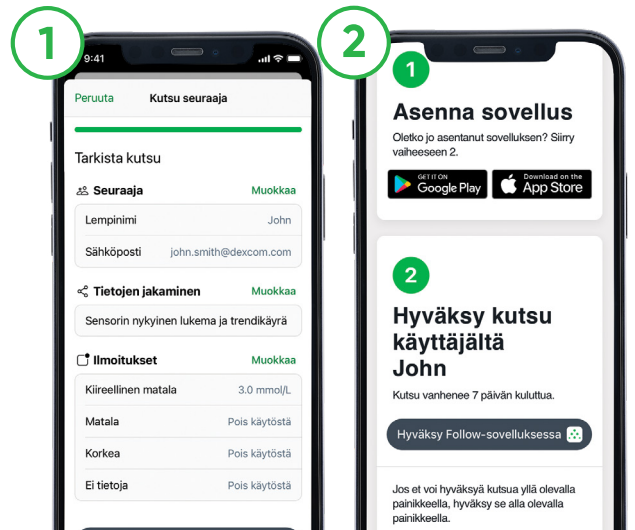 1
9:41
Peruuta
Kutsu seuraaja
Tarkista kutsu
Seuraaja
Muokkaa
Lempinimi
John
Sähköposti
john.smith@dexcom.com
Tietojen jakaminen
Muokkaa
Sensorin nykyinen lukema ja trendikäyrä
Ilmoitukset
Muokkaa
Kiireellinen matala
3.0 mmol/L
Matala
Pois käytöstä
Korkea
Pois käytöstä
Ei tietoja
Pois käytöstä
2
1
Asenna sovellus
Oletko jo asentanut sovelluksen? Siirry
vaiheeseen 2.
GET IT ON
Google Play
Download on the
App Store
2
Hyväksy kutsu
käyttäjältä
John
Kutsu vanhenee 7 päivän kuluttua.
Hyväksy Follow-sovelluksessa
Jos et voi hyväksyä kutsua yllä olevalla
painikkeella, hyväksy se alla olevalla
painikkeella.